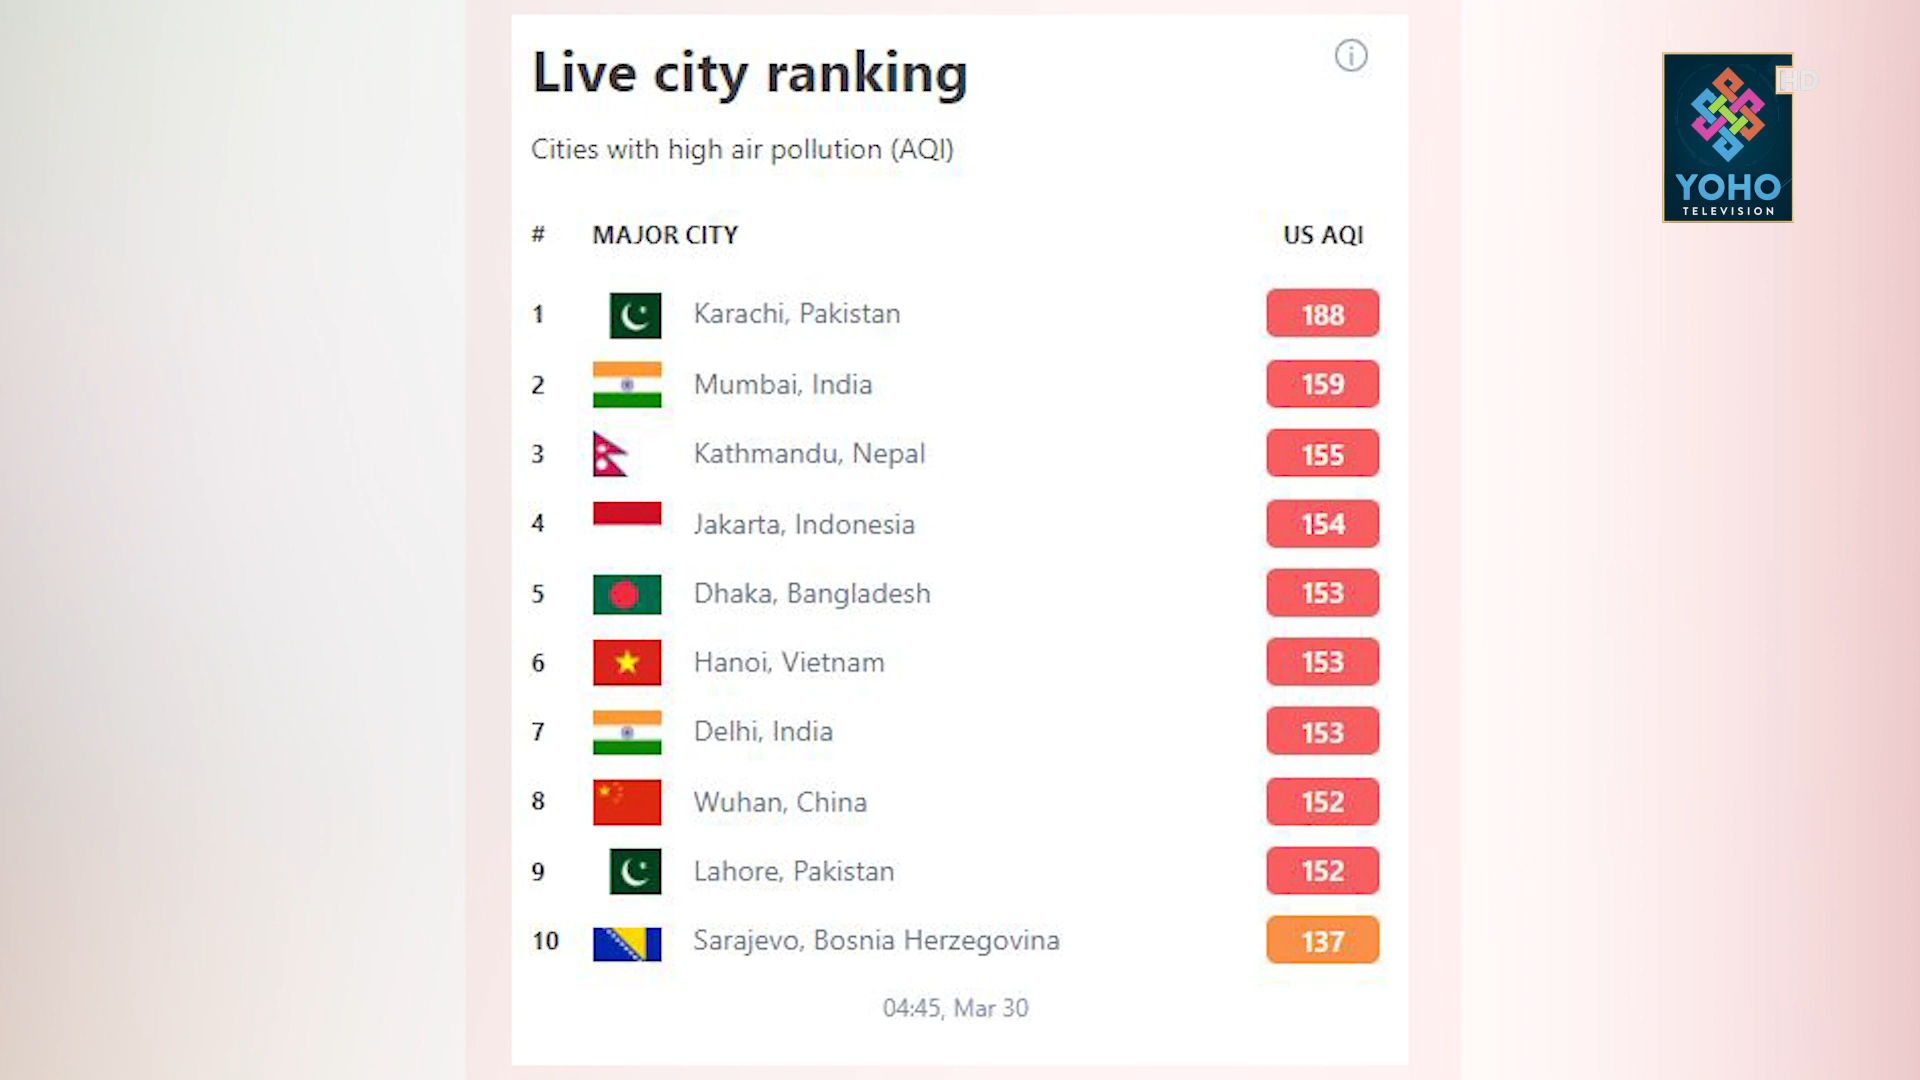 Live city ranking
Cities with high air pollution (AQI)
# MAJOR CITY US AQI
1 Karachi, Pakistan 188
2 Mumbai, India 159
3 Kathmandu, Nepal 155
4 Jakarta, Indonesia 154
5 Dhaka, Bangladesh 153
6 Hanoi, Vietnam 153
7 Delhi, India 153
8 Wuhan, China 152
9 Lahore, Pakistan 152
10 Sarajevo, Bosnia Herzegovina 137
04:45, Mar 30
HD
YOHO
TELEVISION